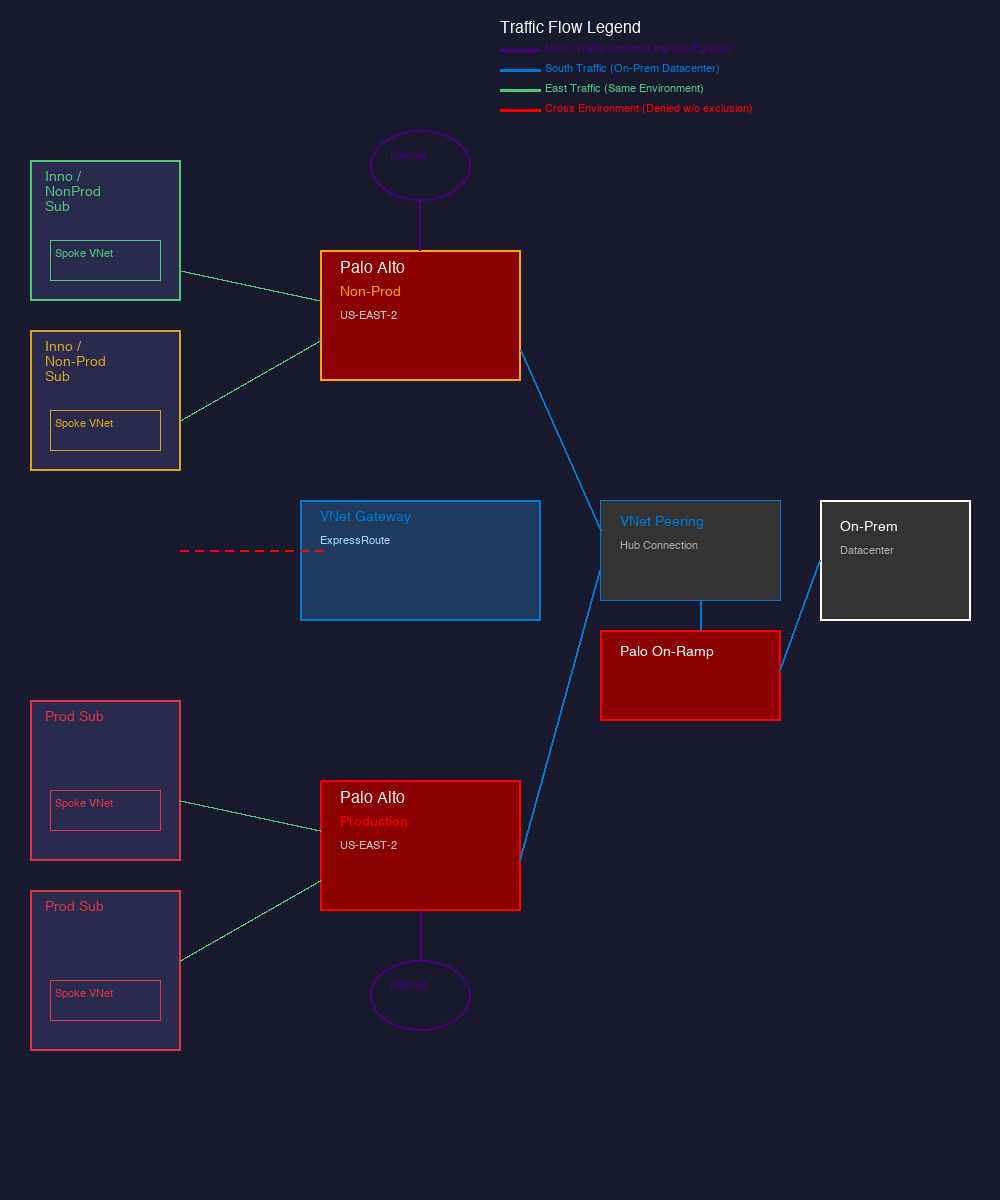 Traffic Flow Legend
North Traffic (Internet Ingress/Egress)
South Traffic (On-Prem Datacenter)
East Traffic (Same Environment)
Cross Environment (Denied w/o exclusion)
Internet
Inno /
NonProd
Sub
Spoke VNet
Palo Alto
Non-Prod
US-EAST-2
Inno /
Non-Prod
Sub
Spoke VNet
VNet Gateway
ExpressRoute
VNet Peering
Hub Connection
On-Prem
Datacenter
Palo On-Ramp
Prod Sub
Spoke VNet
Palo Alto
Production
US-EAST-2
Prod Sub
Spoke VNet
Internet